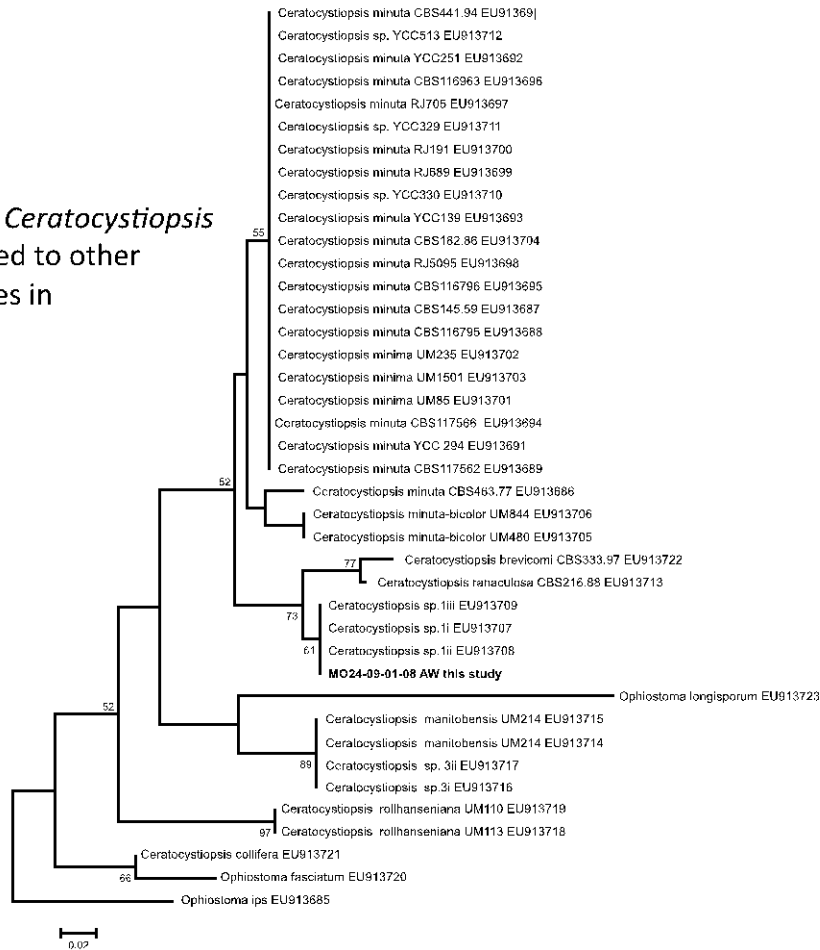 Ceratocystiopsis minuta CBS441.94 EU91369|
Ceratocystiopsis sp. YCC513 EU913712
Ceratocystiopsis minuta YCC251 EU913692
Ceratocystiopsis minuta CBS116963 EU913696
Ceratocystiopsis minuta RJ705 EU913697
Ceratocystiopsis sp. YCC329 EU913711
Ceratocystiopsis minuta RJ191 EU913700
Ceratocystiopsis minuta RJ689 EU913699
Ceratocystiopsis sp. YCC330 EU913710
Ceratocystiopsis
Ceratocystiopsis minuta YCC139 EU913693
55
Ceratocystiopsis minuta CBS182.86 EU913704
ed to other
Ceratocystiopsis minuta RJ5095 EU913698
Ceratocystiopsis minuta CBS116796 EU913695
es in
Ceratocystiopsis minuta CBS145.59 EU913687
Ceratocystiopsis minuta CBS116795 EU913688
Ceratocystiopsis minima UM235 EU913702
Ceratocystiopsis minima UM1501 EU913703
Ceratocystiopsis minima UM85 EU913701
Ceratocystiopsis minuta CBS117566 EU913694
Ceratocystiopsis minuta YCC 294 EU913691
Ceratocystiopsis minuta CBS117562 EU913689
52
Ceratocystiopsis minuta CBS463.77 EU913686
Ceratocystiopsis minuta-bicolor UM844 EU913706
Ceratocystiopsis minuta-bicolor UM480 EU913705
77
Ceratocystiopsis brevicomi CBS333.97 EU913722
Ceratocystiopsis ranaculosa CBS216.88 EU913713
73
Ceratocystiopsis sp.1iii EU913709
Ceratocystiopsis sp.1i EU913707
61
Ceratocystiopsis sp.1ii EU913708
MO24-09-01-08 AW this study
Ophiostoma longisporum EU913723
52
Ceratocystiopsis manitobensis UM214 EU913715
Ceratocystiopsis manitobensis UM214 EU913714
89
Ceratocystiopsis sp. 3ii EU913717
Ceratocystiopsis sp.3i EU913716
Ceratocystiopsis rollhanseniana UM110 EU913719
97
Ceratocystiopsis rollhanseniana UM113 EU913718
Ceratocystiopsis collifera EU913721
66
Ophiostoma fasciatum EU913720
Ophiostoma ips EU913685
0.02